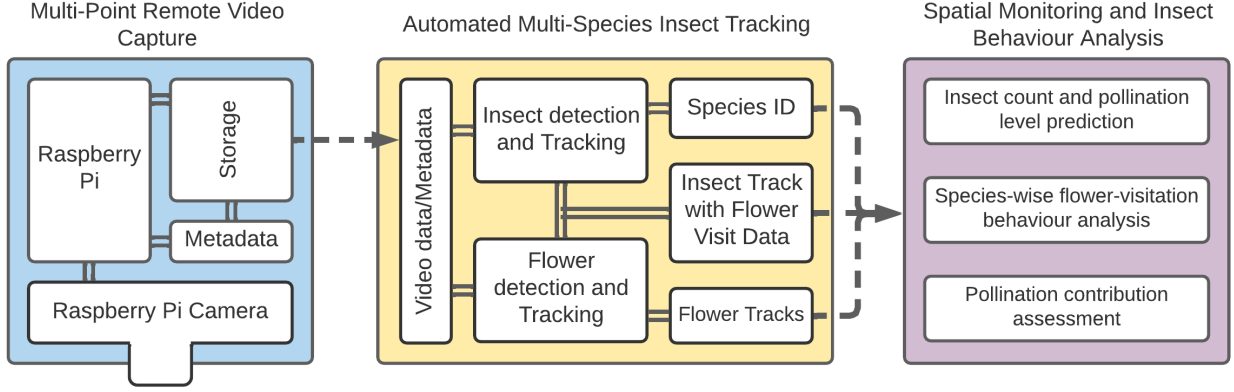 Multi-Point Remote Video
Capture
Raspberry
Pi
Storage
Metadata
Raspberry Pi Camera
Automated Multi-Species Insect Tracking
Video data/Metadata
Insect detection
and Tracking
Flower
detection and
Tracking
Species ID
Insect Track
with Flower
Visit Data
Flower Tracks
Spatial Monitoring and Insect
Behaviour Analysis
Insect count and pollination
level prediction
Species-wise flower-visitation
behaviour analysis
Pollination contribution
assessment